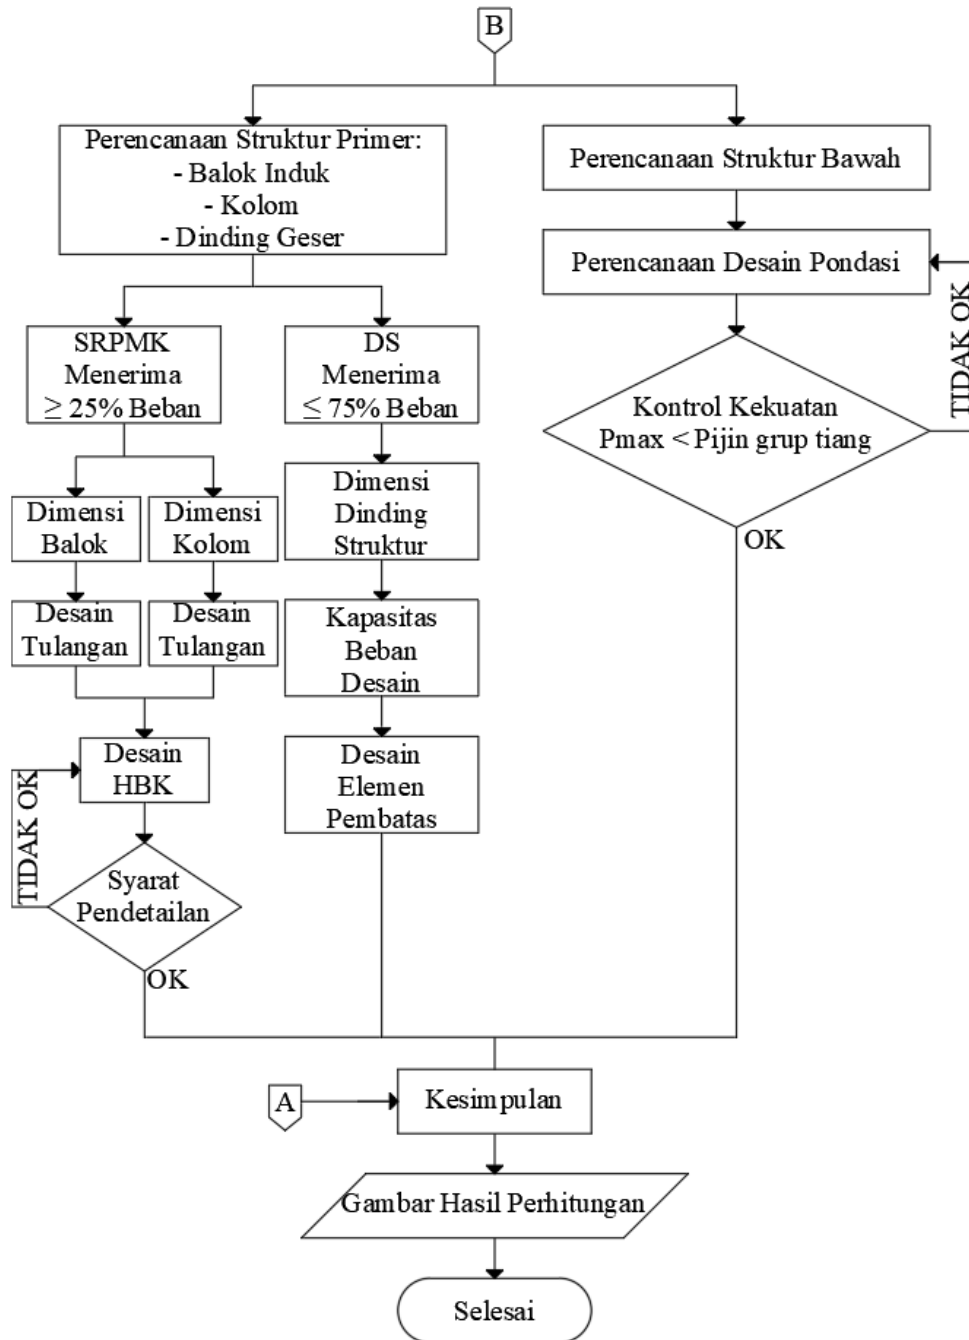 B
Perencanaan Struktur Primer:
- Balok Induk
- Kolom
- Dinding Geser
SRPMK
Menerima
≥ 25% Beban
DS
Menerima
≤ 75% Beban
Dimensi
Balok
Dimensi
Kolom
Desain
Tulangan
Desain
Tulangan
Desain
HBK
TIDAK OK
Syarat
Pendetailan
OK
Dimensi
Dinding
Struktur
Kapasitas
Beban
Desain
Desain
Elemen
Pembatas
Perencanaan Struktur Bawah
Perencanaan Desain Pondasi
TIDAK OK
Kontrol Kekuatan
Pmax < Pijin grup tiang
OK
A
Kesimpulan
Gambar Hasil Perhitungan
Selesai